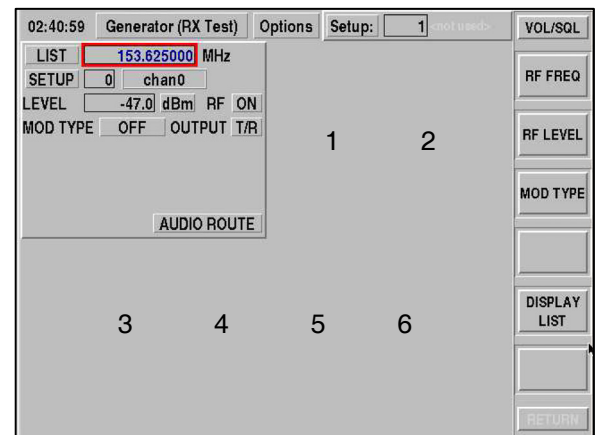 02:40:59 Generator (RX Test) Options Setup: 1 <not used> VOL/SQL
LIST 153.625000 MHz
SETUP 0 chan0 RF FREQ
LEVEL -47.0 dBm RF ON
MOD TYPE OFF OUTPUT T/R 1 2 RF LEVEL
MOD TYPE
AUDIO ROUTE
3 4 5 6 DISPLAY LIST
RETURN